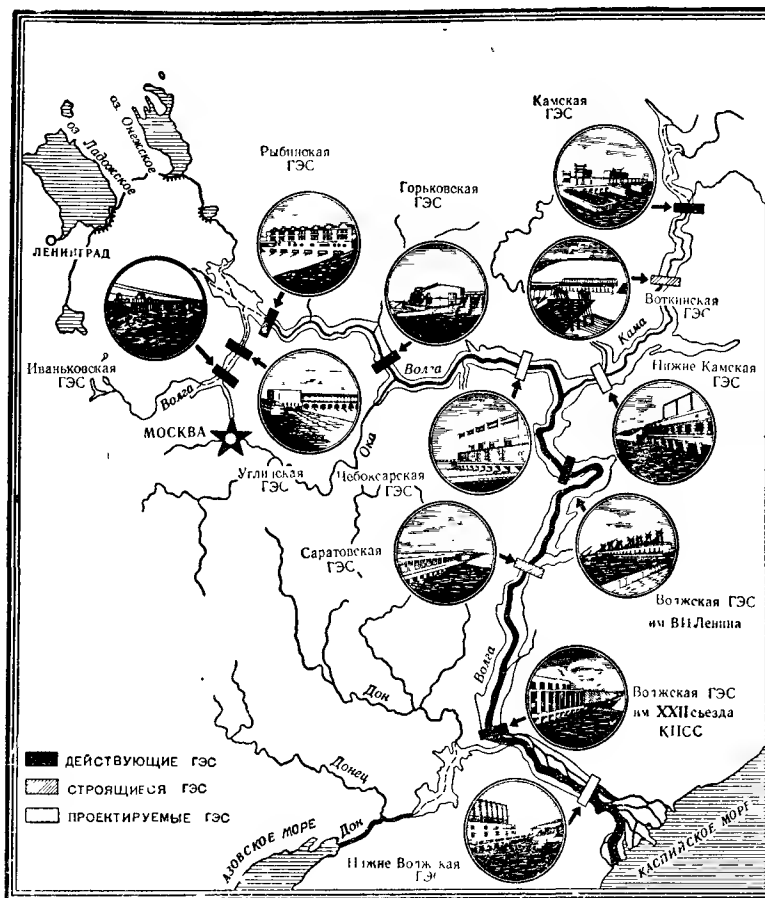 Камская
ГЭС
оз. Онежское
оз. Ладожское
Рыбинская
ГЭС
Горьковская
ГЭС
ЛЕНИНГРАД
Воткинская
ГЭС
Кама
Иваньковская
ГЭС
Волга
Волга
Нижне Камская
ГЭС
МОСКВА
Ока
Углинская
ГЭС
Чебоксарская
ГЭС
Саратовская
ГЭС
Волжская ГЭС
им В.И.Ленина
Волга
Дон
Волжская ГЭС
им XXII съезда
КПСС
Донец
ДЕЙСТВУЮЩИЕ ГЭС
СТРОЯЩИЕСЯ ГЭС
ПРОЕКТИРУЕМЫЕ ГЭС
АЗОВСКОЕ МОРЕ
Дон
Нижне Волжская
ГЭС
КАСПИЙСКОЕ МОРЕ